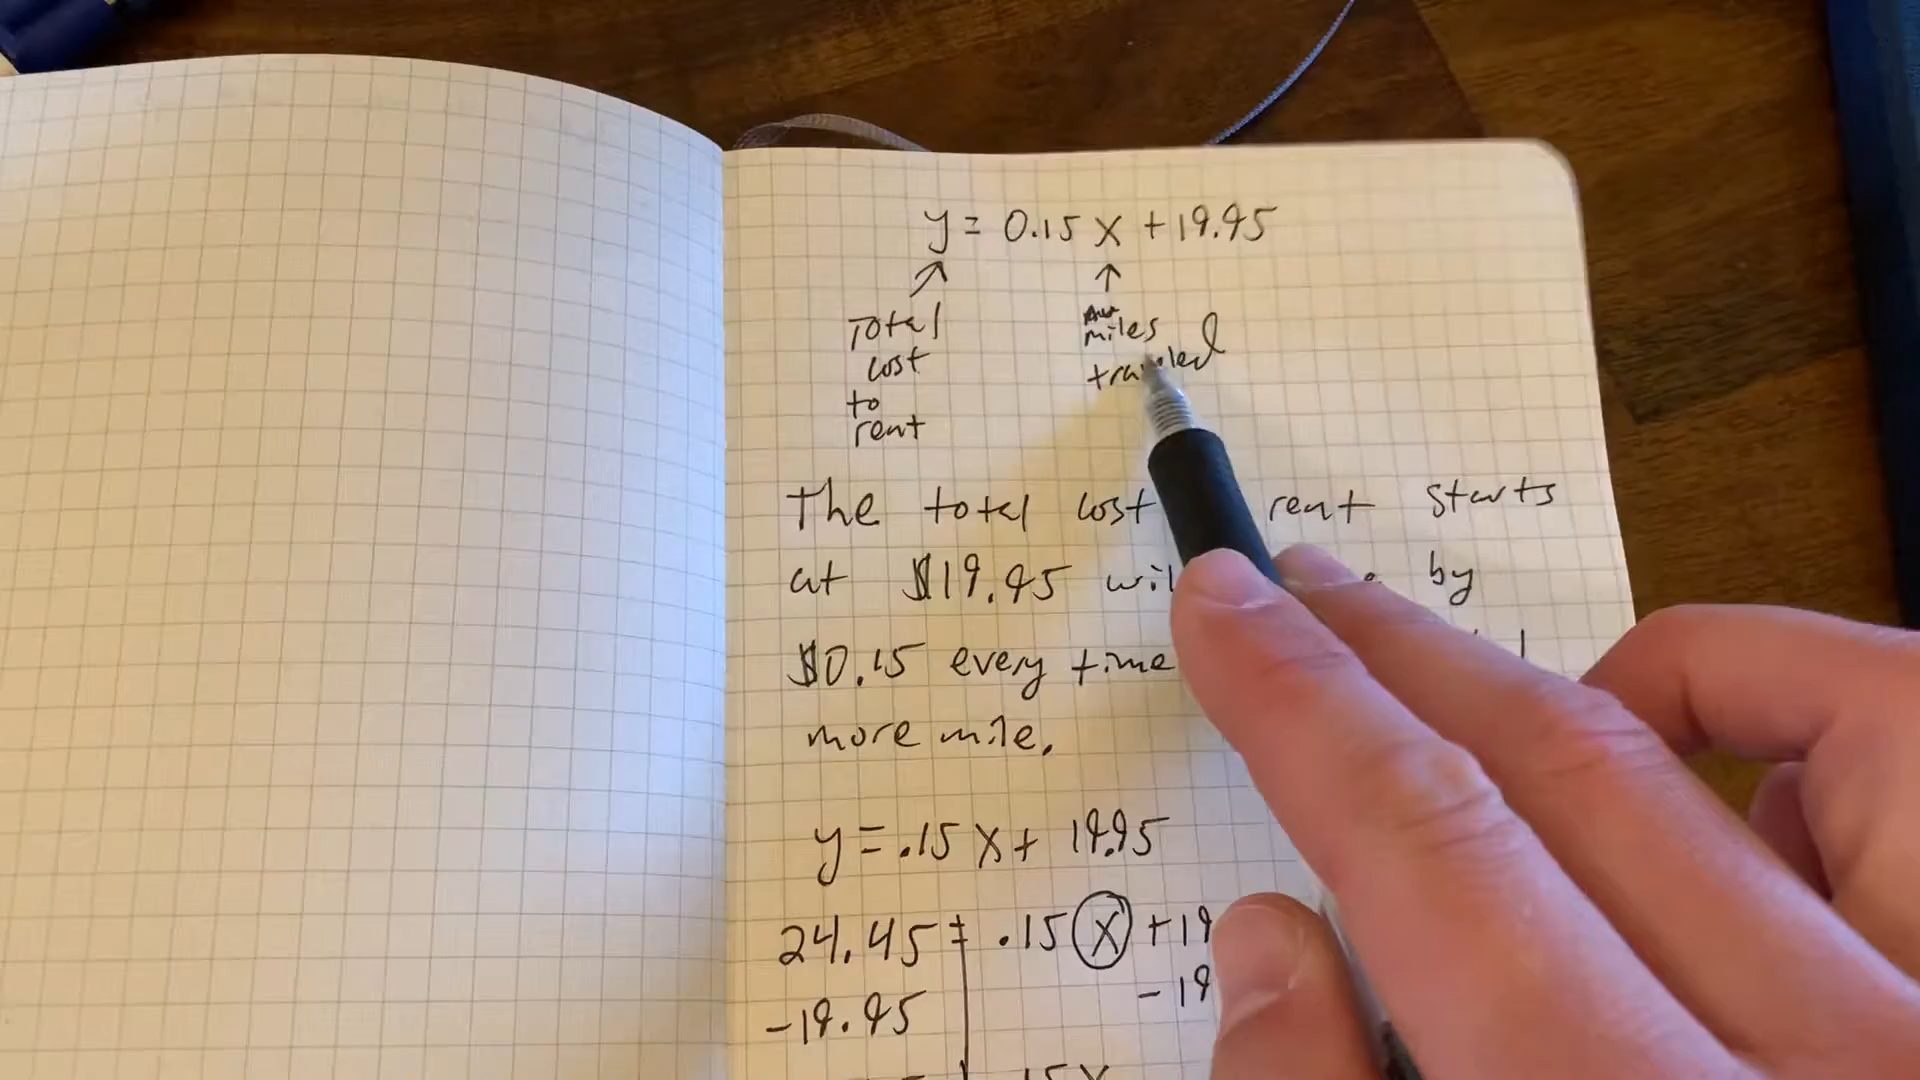 y = 0.15 x + 19.95
Total
cost
to
rent
miles
traveled
The total cost rent starts
at $19.95 by
$0.15 every time
more mile.
y = .15 x + 19.95
24.45 = .15 x + 19
-19.95 -19
.15x